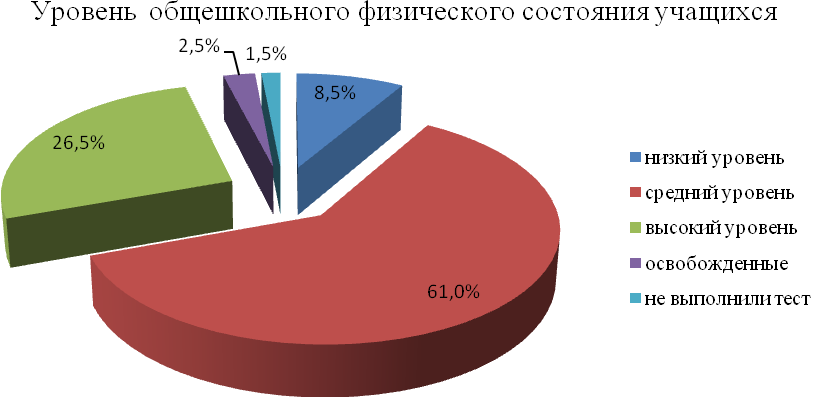 Уровень общешкольного физического состояния учащихся
2,5%
1,5%
8,5%
26,5%
61,0%
низкий уровень
средний уровень
высокий уровень
освобожденные
не выполнили тест